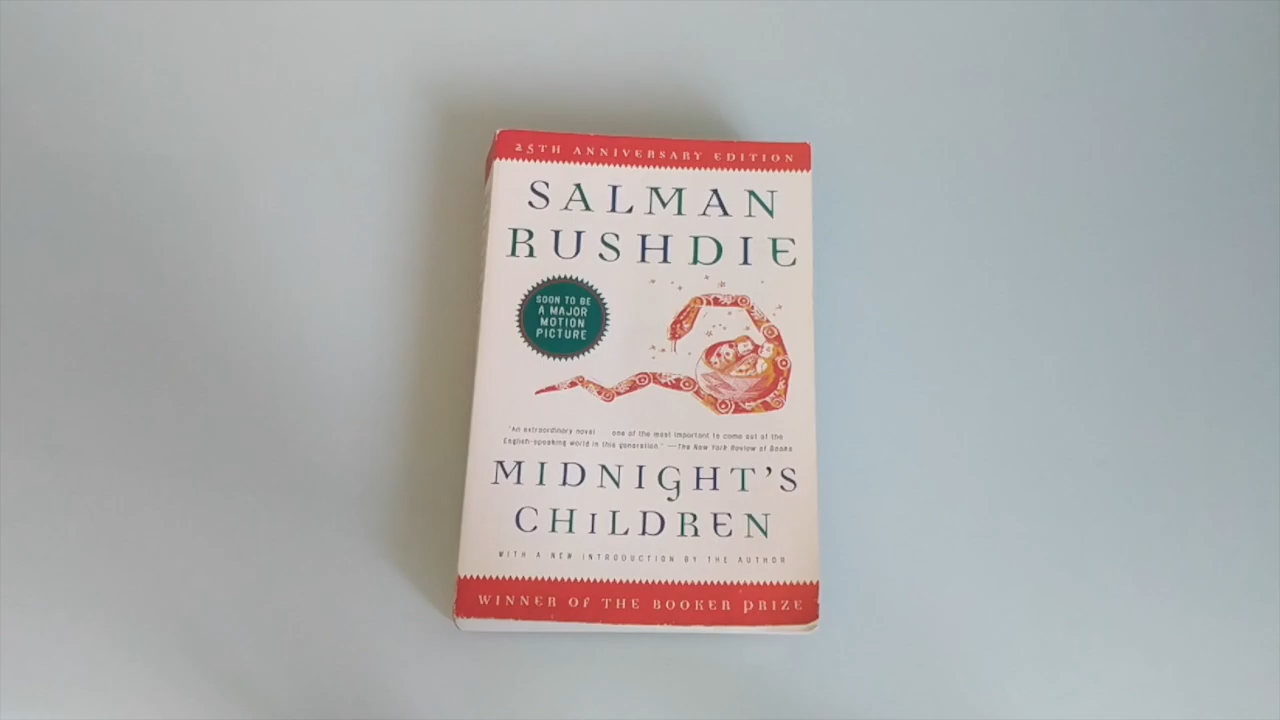 25TH ANNIVERSARY EDITION
SALMAN
RUSHDIE
SOON TO BE
A MAJOR
MOTION
PICTURE
"An extraordinary novel one of the most important to come out of the
English-speaking world in this generation." —The New York Review of Books
MIDNIGHT'S
CHILDREN
WITH A NEW INTRODUCTION BY THE AUTHOR
WINNER OF THE BOOKER PRIZE